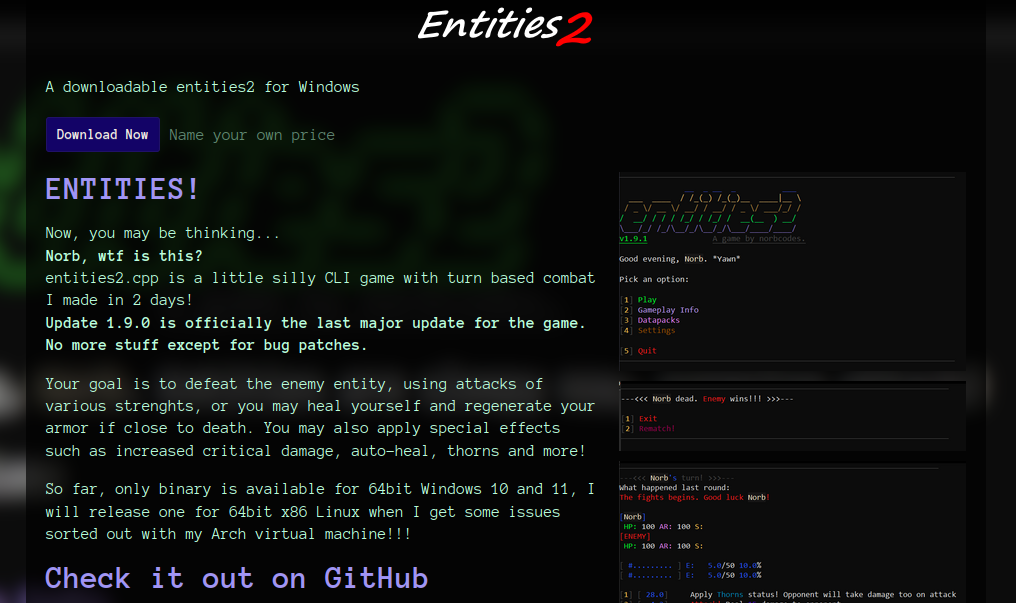 Entities2
A downloadable entities2 for Windows
Download Now Name your own price
ENTITIES!
Now, you may be thinking...
Norb, wtf is this?
entities2.cpp is a little silly CLI game with turn based combat
I made in 2 days!
Update 1.9.0 is officially the last major update for the game.
No more stuff except for bug patches.
Your goal is to defeat the enemy entity, using attacks of
various strenghts, or you may heal yourself and regenerate your
armor if close to death. You may also apply special effects
such as increased critical damage, auto-heal, thorns and more!
So far, only binary is available for 64bit Windows 10 and 11, I
will release one for 64bit x86 Linux when I get some issues
sorted out with my Arch virtual machine!!!
Check it out on GitHub
entities2
v1.9.1 A game by norbcodes.
Good evening, Norb. *Yawn*
Pick an option:
[1] Play
[2] Gameplay Info
[3] Datapacks
[4] Settings
[5] Quit
---<<< Norb dead. Enemy wins!!! >>>---
[1] Exit
[2] Rematch!
---<<< Norb's turn! >>>---
What happened last round:
The fights begins. Good luck Norb!
[Norb]
HP: 100 AR: 100 S:
[ENEMY]
HP: 100 AR: 100 S:
[ #......... ] E: 5.0/50 10.0%
[ #......... ] E: 5.0/50 10.0%
[1] [ 28.0] Apply Thorns status! Opponent will take damage too on attack